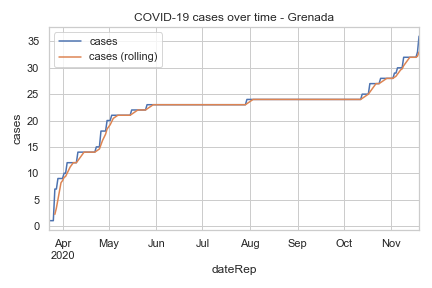 COVID-19 cases over time - Grenada
cases
cases (rolling)
35
30
25
20
15
10
5
0
cases
Apr
2020
May
Jun
Jul
Aug
Sep
Oct
Nov
dateRep